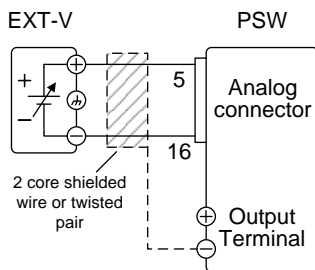 EXT-V
PSW
+
−
+
−
5
16
Analog
connector
2 core shielded
wire or twisted
pair
+
−
Output
Terminal